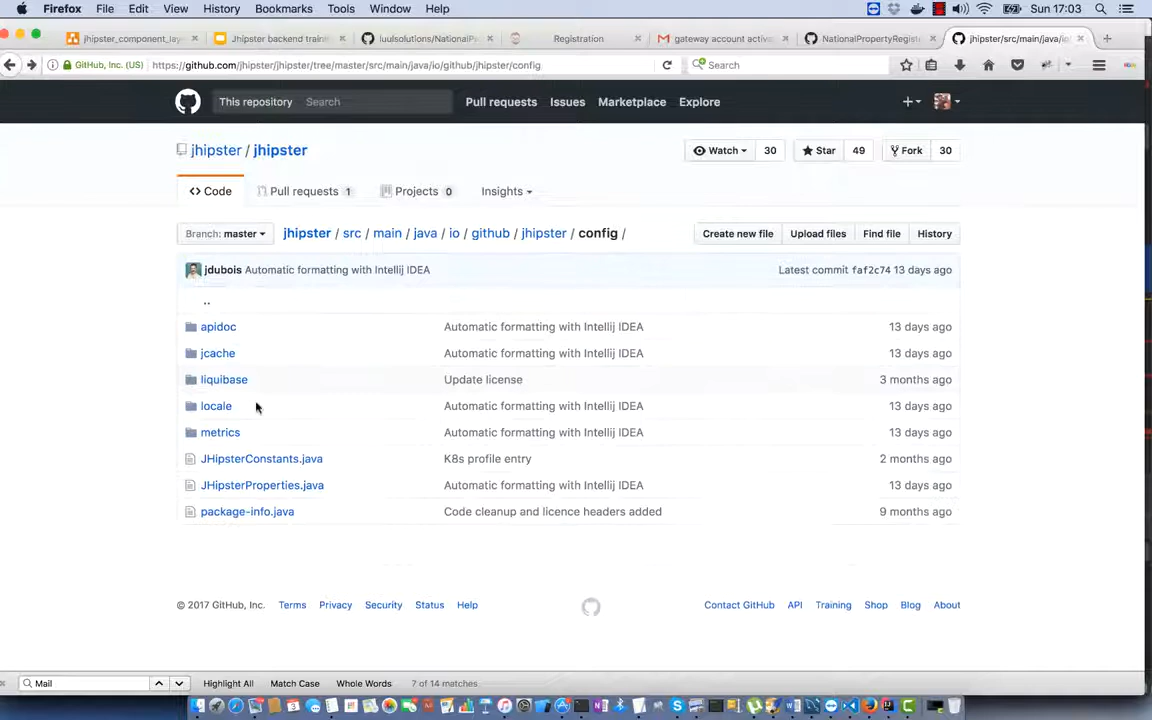 Firefox File Edit View History Bookmarks Tools Window Help Sun 17:03
jhipster_component_lay Jhipster backend traini luulsolutions/NationalP Registration gateway account activa NationalPropertyRegist jhipster/src/main/java/io/
GitHub, Inc. (US) https://github.com/jhipster/jhipster/tree/master/src/main/java/io/github/jhipster/config Search
This repository Search Pull requests Issues Marketplace Explore
jhipster / jhipster Watch 30 Star 49 Fork 30
<> Code Pull requests 1 Projects 0 Insights
Branch: master jhipster / src / main / java / io / github / jhipster / config / Create new file Upload files Find file History
jdubois Automatic formatting with Intellij IDEA Latest commit faf2c74 13 days ago
..
apidoc Automatic formatting with Intellij IDEA 13 days ago
jcache Automatic formatting with Intellij IDEA 13 days ago
liquibase Update license 3 months ago
locale Automatic formatting with Intellij IDEA 13 days ago
metrics Automatic formatting with Intellij IDEA 13 days ago
JHipsterConstants.java K8s profile entry 2 months ago
JHipsterProperties.java Automatic formatting with Intellij IDEA 13 days ago
package-info.java Code cleanup and licence headers added 9 months ago
© 2017 GitHub, Inc. Terms Privacy Security Status Help Contact GitHub API Training Shop Blog About
Mail Highlight All Match Case Whole Words 7 of 14 matches